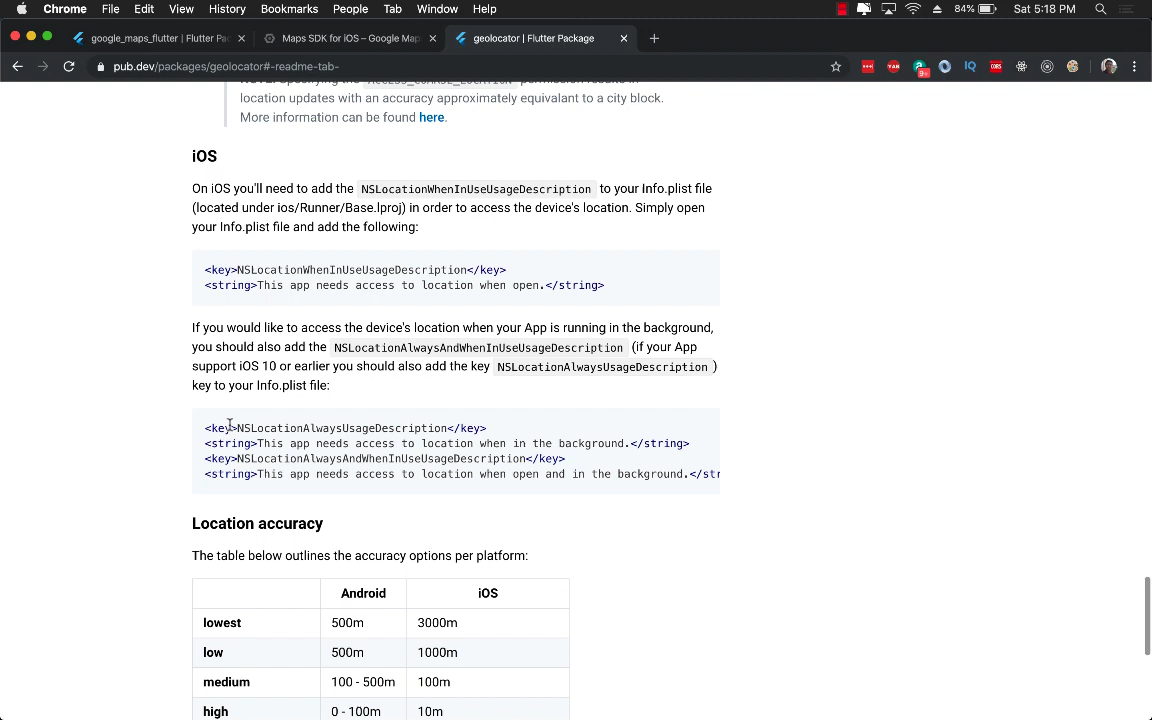 Chrome File Edit View History Bookmarks People Tab Window Help 84% Sat 5:18 PM
google_maps_flutter | Flutter Pac Maps SDK for iOS – Google Map geolocator | Flutter Package
pub.dev/packages/geolocator#-readme-tab-
location updates with an accuracy approximately equivalant to a city block.
More information can be found here.
iOS
On iOS you'll need to add the NSLocationWhenInUseUsageDescription to your Info.plist file
(located under ios/Runner/Base.lproj) in order to access the device's location. Simply open
your Info.plist file and add the following:
<key>NSLocationWhenInUseUsageDescription</key>
<string>This app needs access to location when open.</string>
If you would like to access the device's location when your App is running in the background,
you should also add the NSLocationAlwaysAndWhenInUseUsageDescription (if your App
support iOS 10 or earlier you should also add the key NSLocationAlwaysUsageDescription )
key to your Info.plist file:
<key>NSLocationAlwaysUsageDescription</key>
<string>This app needs access to location when in the background.</string>
<key>NSLocationAlwaysAndWhenInUseUsageDescription</key>
<string>This app needs access to location when open and in the background.</str
Location accuracy
The table below outlines the accuracy options per platform:
Android iOS
lowest 500m 3000m
low 500m 1000m
medium 100 - 500m 100m
high 0 - 100m 10m